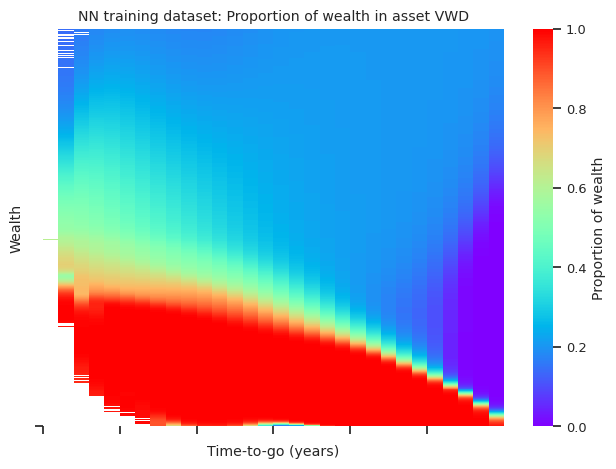 NN training dataset: Proportion of wealth in asset VWD
1.0
0.8
0.6
0.4
0.2
0.0
Proportion of wealth
Wealth
Time-to-go (years)